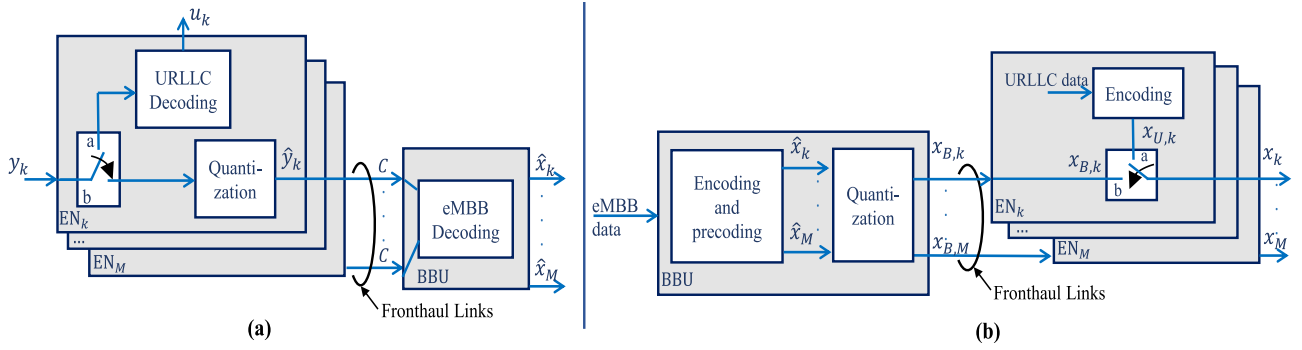 u_k
URLLC
Decoding
a
y_k
b
Quanti-
zation
ŷ_k
EN_k
...
EN_M
C
C
eMBB
Decoding
BBU
x̂_k
x̂_M
Fronthaul Links
(a)
eMBB
data
Encoding
and
precoding
x̂_k
x̂_M
Quanti-
zation
BBU
x_{B,k}
x_{B,M}
Fronthaul Links
URLLC data
Encoding
x_{U,k}
x_{B,k}
a
b
EN_k
...
EN_M
x_k
x_M
(b)